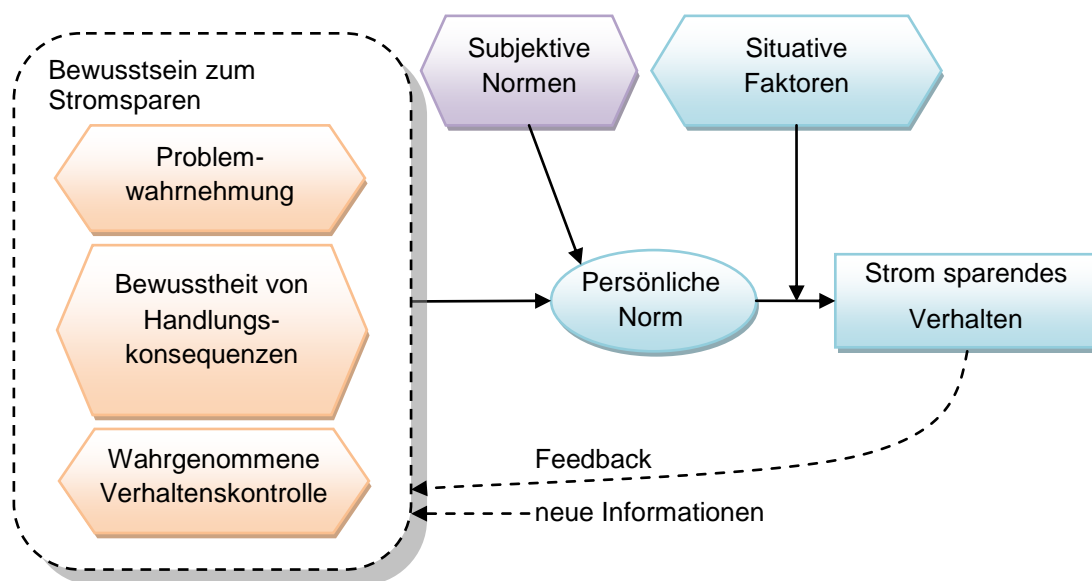 Bewusstsein zum
Stromsparen
Problem-
wahrnehmung
Bewusstheit von
Handlungs-
konsequenzen
Wahrgenommene
Verhaltenskontrolle
Subjektive
Normen
Situative
Faktoren
Persönliche
Norm
Strom sparendes
Verhalten
Feedback
neue Informationen